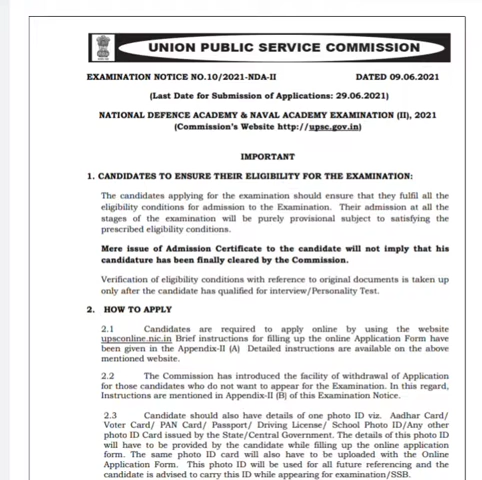 UNION PUBLIC SERVICE COMMISSION
EXAMINATION NOTICE NO.10/2021-NDA-II DATED 09.06.2021
(Last Date for Submission of Applications: 29.06.2021)
NATIONAL DEFENCE ACADEMY & NAVAL ACADEMY EXAMINATION (II), 2021
(Commission's Website http://upsc.gov.in)
IMPORTANT
1. CANDIDATES TO ENSURE THEIR ELIGIBILITY FOR THE EXAMINATION:
The candidates applying for the examination should ensure that they fulfil all the
eligibility conditions for admission to the Examination. Their admission at all the
stages of the examination will be purely provisional subject to satisfying the
prescribed eligibility conditions.
Mere issue of Admission Certificate to the candidate will not imply that his
candidature has been finally cleared by the Commission.
Verification of eligibility conditions with reference to original documents is taken up
only after the candidate has qualified for interview/Personality Test.
2. HOW TO APPLY
2.1 Candidates are required to apply online by using the website
upsconline.nic.in Brief instructions for filling up the online Application Form have
been given in the Appendix-II (A) Detailed instructions are available on the above
mentioned website.
2.2 The Commission has introduced the facility of withdrawal of Application
for those candidates who do not want to appear for the Examination. In this regard,
Instructions are mentioned in Appendix-II (B) of this Examination Notice.
2.3 Candidate should also have details of one photo ID viz. Aadhar Card/
Voter Card/ PAN Card/ Passport/ Driving License/ School Photo ID/Any other
photo ID Card issued by the State/Central Government. The details of this photo ID
will have to be provided by the candidate while filling up the online application
form. The same photo ID card will also have to be uploaded with the Online
Application Form. This photo ID will be used for all future referencing and the
candidate is advised to carry this ID while appearing for examination/SSB.